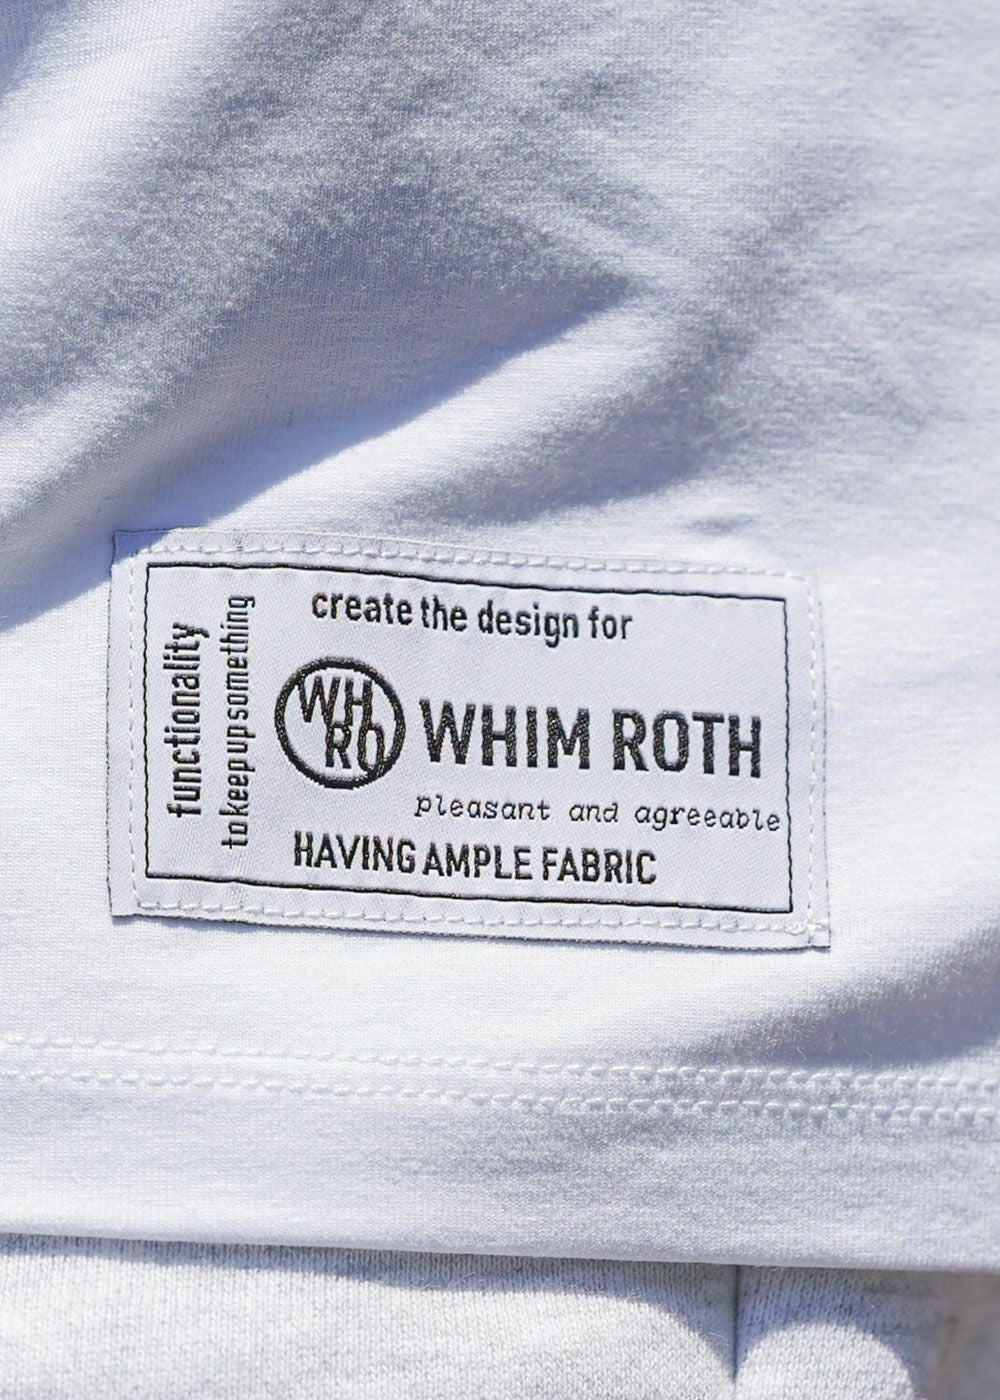 functionality
to keep up something
create the design for
WH
RO
WHIM ROTH
pleasant and agreeable
HAVING AMPLE FABRIC